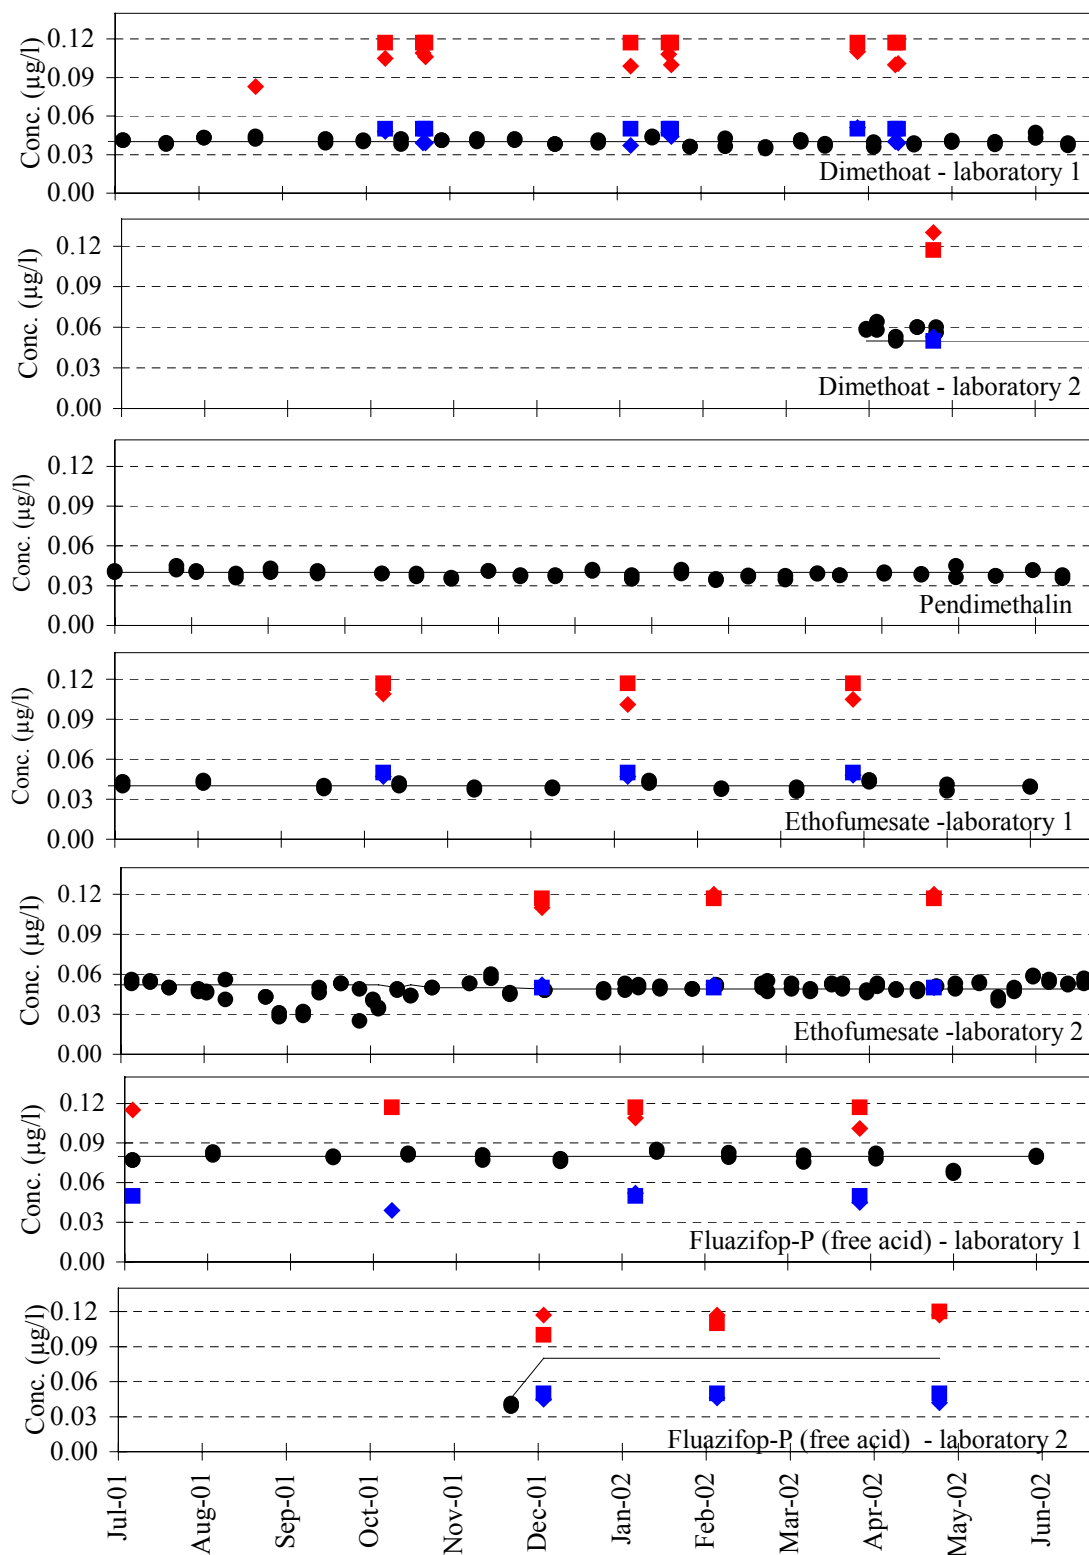 Conc. (µg/l)
0.12
0.09
0.06
0.03
0.00
Dimethoat - laboratory 1
Conc. (µg/l)
0.12
0.09
0.06
0.03
0.00
Dimethoat - laboratory 2
Conc. (µg/l)
0.12
0.09
0.06
0.03
0.00
Pendimethalin
Conc. (µg/l)
0.12
0.09
0.06
0.03
0.00
Ethofumesate -laboratory 1
Conc. (µg/l)
0.12
0.09
0.06
0.03
0.00
Ethofumesate -laboratory 2
Conc. (µg/l)
0.12
0.09
0.06
0.03
0.00
Fluazifop-P (free acid) - laboratory 1
Conc. (µg/l)
0.12
0.09
0.06
0.03
0.00
Fluazifop-P (free acid)  - laboratory 2
Jul-01
Aug-01
Sep-01
Oct-01
Nov-01
Dec-01
Jan-02
Feb-02
Mar-02
Apr-02
May-02
Jun-02